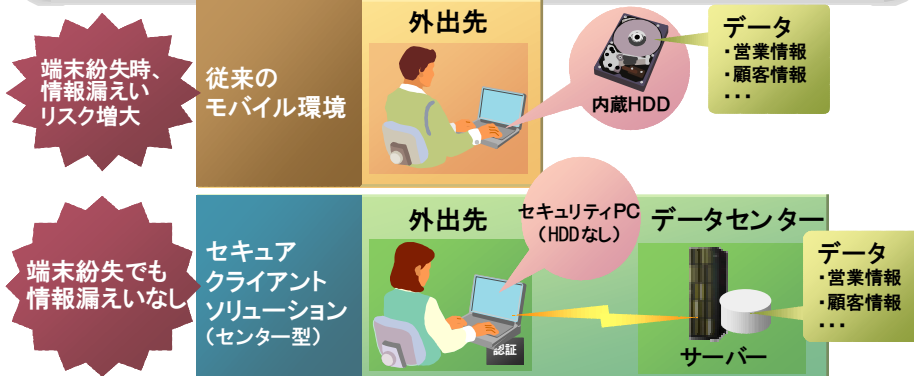 端末紛失時、
情報漏えい
リスク増大
従来の
モバイル環境
外出先
内蔵HDD
データ
・営業情報
・顧客情報
・・・
端末紛失でも
情報漏えいなし
セキュア
クライアント
ソリューション
（センター型）
外出先
認証
セキュリティPC
（HDDなし）
データセンター
サーバー
データ
・営業情報
・顧客情報
・・・